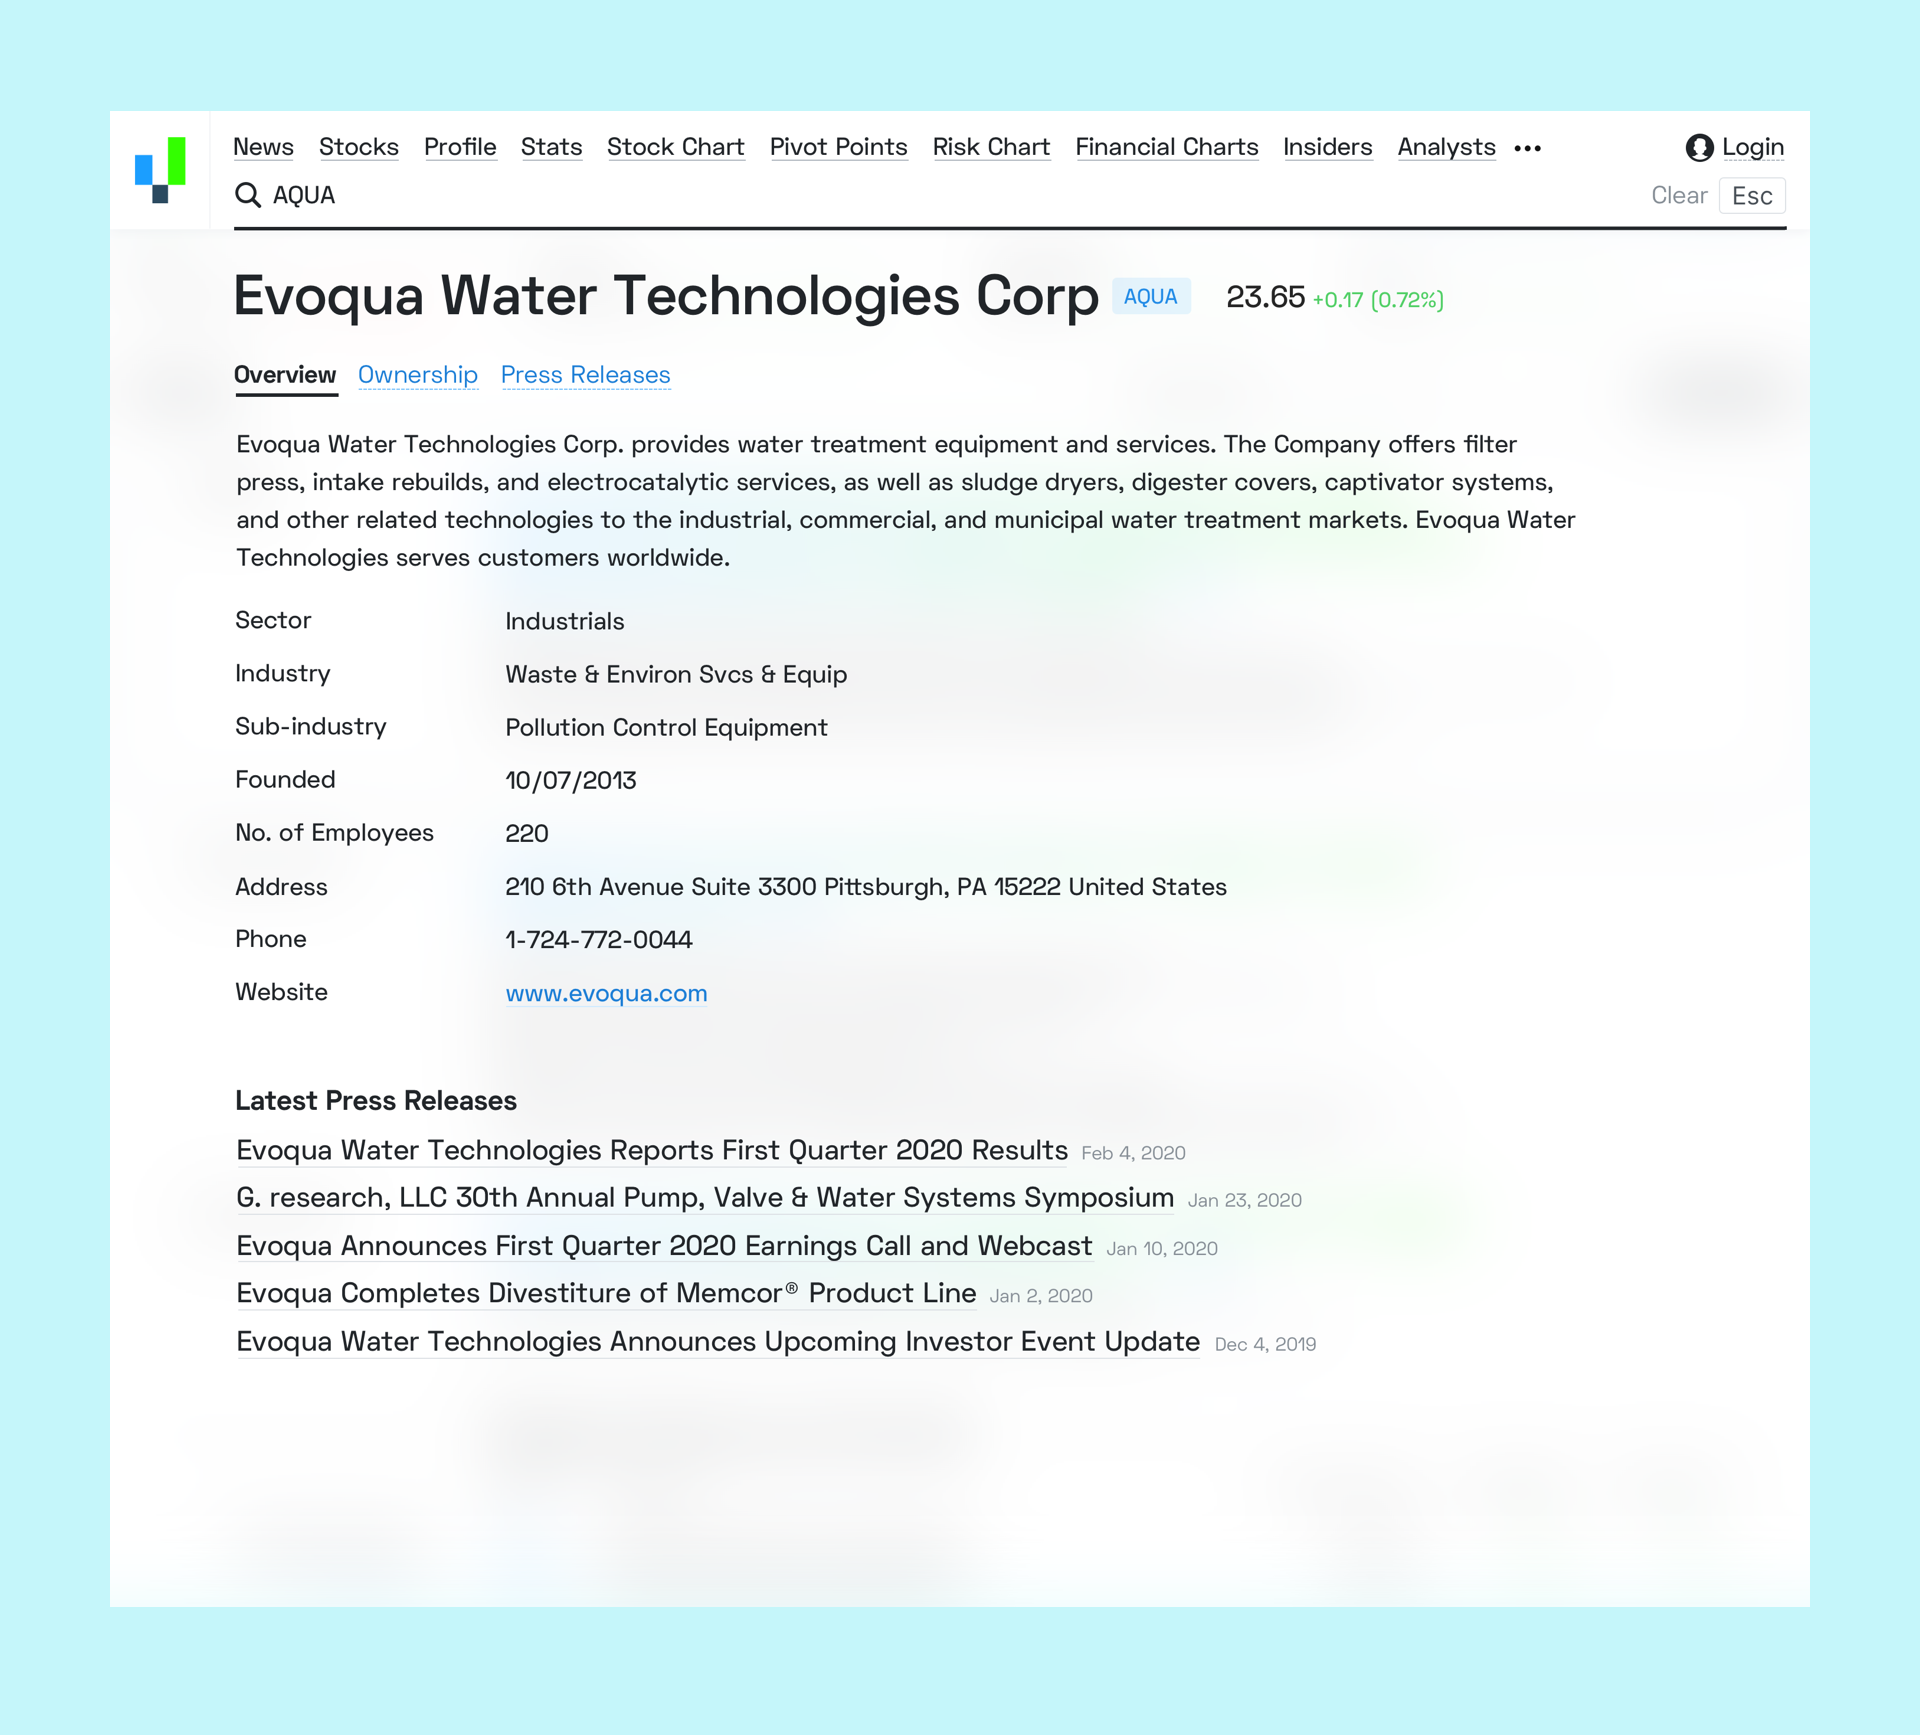 News Stocks Profile Stats Stock Chart Pivot Points Risk Chart Financial Charts Insiders Analysts ••• Login
AQUA Clear Esc
Evoqua Water Technologies Corp AQUA 23.65 +0.17 (0.72%)
Overview Ownership Press Releases
Evoqua Water Technologies Corp. provides water treatment equipment and services. The Company offers filter
press, intake rebuilds, and electrocatalytic services, as well as sludge dryers, digester covers, captivator systems,
and other related technologies to the industrial, commercial, and municipal water treatment markets. Evoqua Water
Technologies serves customers worldwide.
Sector Industrials
Industry Waste & Environ Svcs & Equip
Sub-industry Pollution Control Equipment
Founded 10/07/2013
No. of Employees 220
Address 210 6th Avenue Suite 3300 Pittsburgh, PA 15222 United States
Phone 1-724-772-0044
Website www.evoqua.com
Latest Press Releases
Evoqua Water Technologies Reports First Quarter 2020 Results Feb 4, 2020
G. research, LLC 30th Annual Pump, Valve & Water Systems Symposium Jan 23, 2020
Evoqua Announces First Quarter 2020 Earnings Call and Webcast Jan 10, 2020
Evoqua Completes Divestiture of Memcor® Product Line Jan 2, 2020
Evoqua Water Technologies Announces Upcoming Investor Event Update Dec 4, 2019